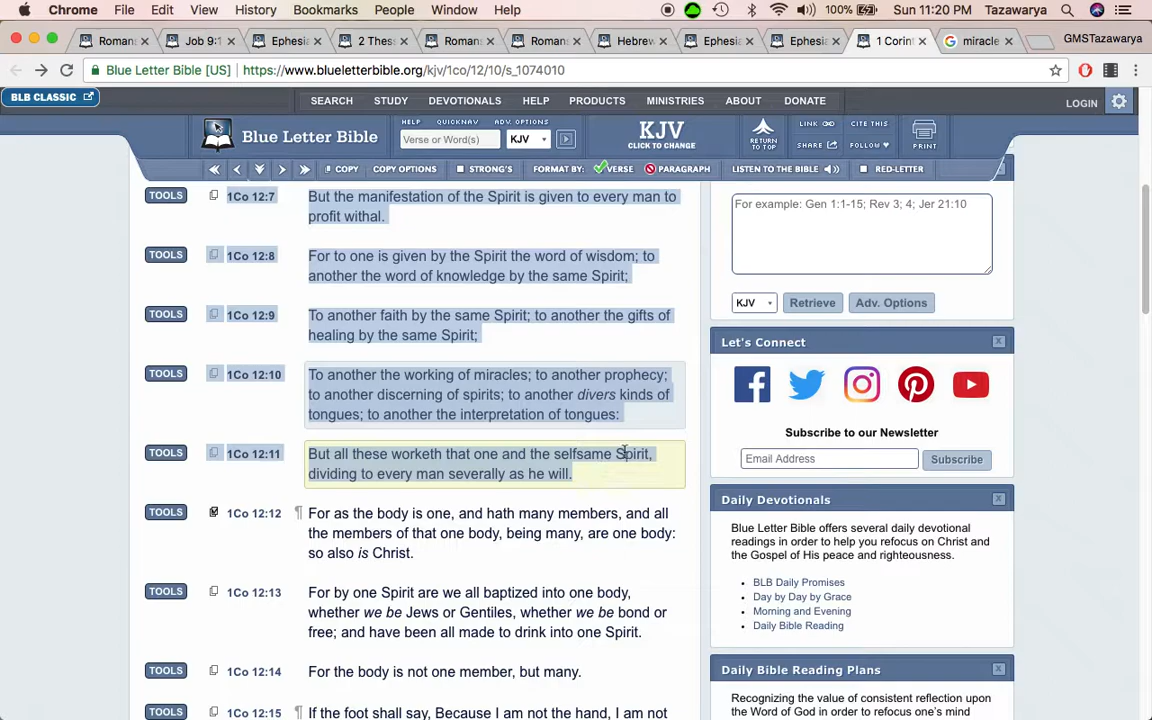 Chrome File Edit View History Bookmarks People Window Help 100% Sun 11:20 PM Tazawarya
Romans Job 9:1 Ephesia 2 Thess Romans Romans Hebrew Ephesia Ephesia 1 Corin miracle GMSTazawarya
Blue Letter Bible [US] https://www.blueletterbible.org/kjv/1co/12/10/s_1074010
BLB CLASSIC SEARCH STUDY DEVOTIONALS HELP PRODUCTS MINISTRIES ABOUT DONATE LOGIN
HELP QUICKNAV ADV. OPTIONS
Blue Letter Bible Verse or Word(s) KJV
KJV
CLICK TO CHANGE
RETURN
TO TOP
LINK CITE THIS
SHARE FOLLOW
PRINT
COPY COPY OPTIONS STRONG'S FORMAT BY: VERSE PARAGRAPH LISTEN TO THE BIBLE RED-LETTER
TOOLS 1Co 12:7 But the manifestation of the Spirit is given to every man to
profit withal.
TOOLS 1Co 12:8 For to one is given by the Spirit the word of wisdom; to
another the word of knowledge by the same Spirit;
TOOLS 1Co 12:9 To another faith by the same Spirit; to another the gifts of
healing by the same Spirit;
TOOLS 1Co 12:10 To another the working of miracles; to another prophecy;
to another discerning of spirits; to another divers kinds of
tongues; to another the interpretation of tongues:
TOOLS 1Co 12:11 But all these worketh that one and the selfsame Spirit,
dividing to every man severally as he will.
TOOLS 1Co 12:12 ¶ For as the body is one, and hath many members, and all
the members of that one body, being many, are one body:
so also is Christ.
TOOLS 1Co 12:13 For by one Spirit are we all baptized into one body,
whether we be Jews or Gentiles, whether we be bond or
free; and have been all made to drink into one Spirit.
TOOLS 1Co 12:14 For the body is not one member, but many.
TOOLS 1Co 12:15 ¶ If the foot shall say, Because I am not the hand, I am not
For example: Gen 1:1-15; Rev 3; 4; Jer 21:10
KJV Retrieve Adv. Options
Let's Connect
Subscribe to our Newsletter
Email Address Subscribe
Daily Devotionals
Blue Letter Bible offers several daily devotional
readings in order to help you refocus on Christ and
the Gospel of His peace and righteousness.
BLB Daily Promises
Day by Day by Grace
Morning and Evening
Daily Bible Reading
Daily Bible Reading Plans
Recognizing the value of consistent reflection upon
the Word of God in order to refocus one's mind